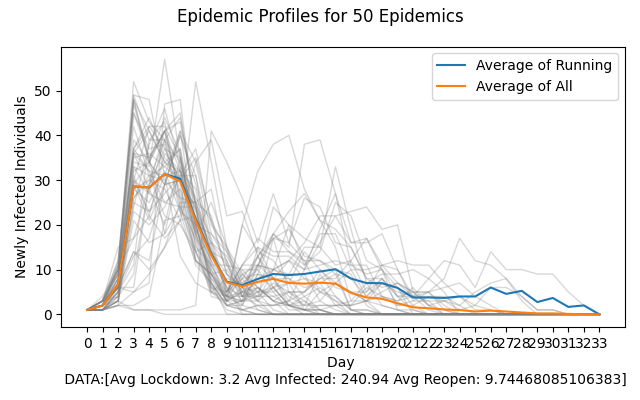 Epidemic Profiles for 50 Epidemics
Average of Running
Average of All
Newly Infected Individuals
50
40
30
20
10
0
0 1 2 3 4 5 6 7 8 9 10 11 12 13 14 15 16 17 18 19 20 21 22 23 24 25 26 27 28 29 30 31 32 33
Day
DATA:[Avg Lockdown: 3.2 Avg Infected: 240.94 Avg Reopen: 9.74468085106383]